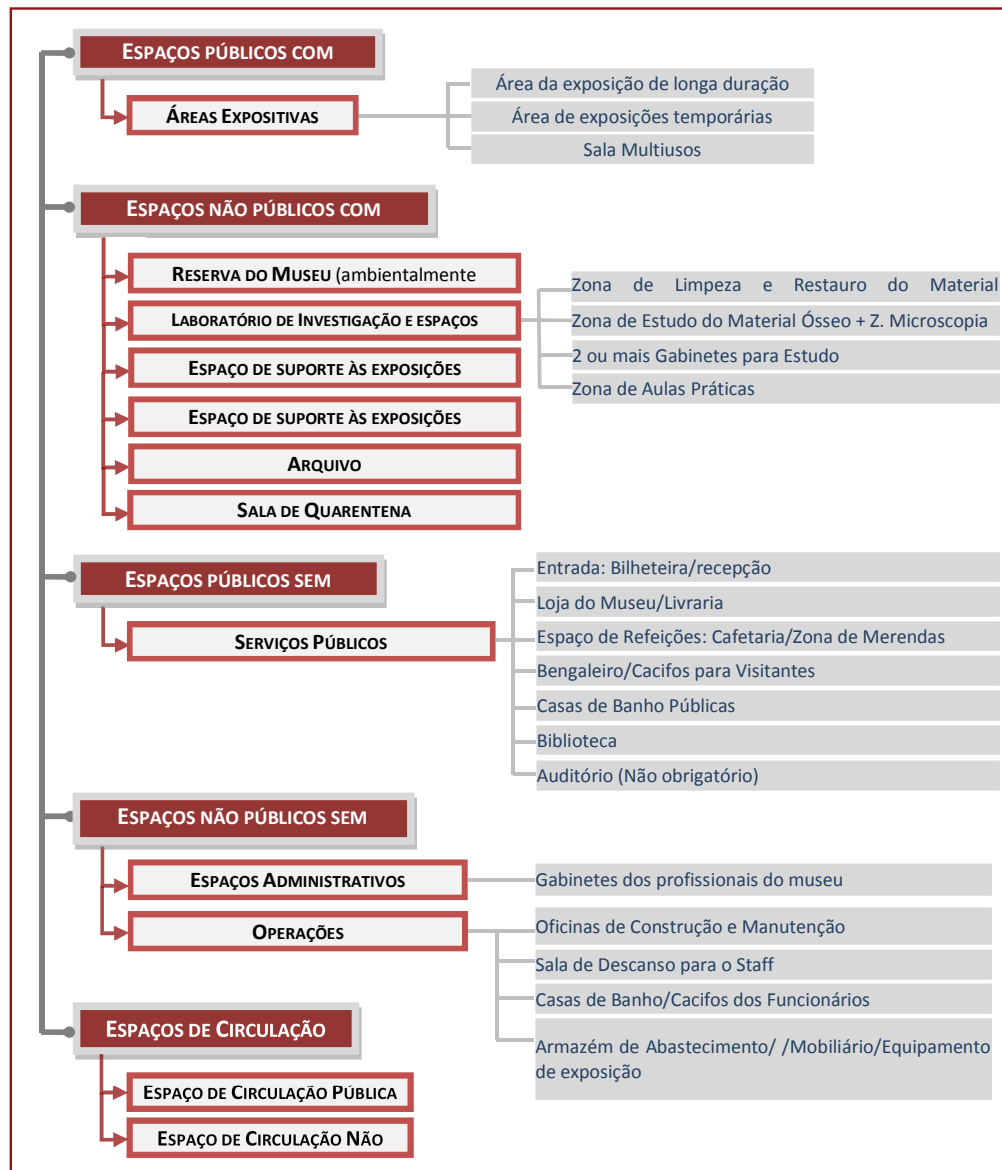 ESPAÇOS PÚBLICOS COM
ÁREAS EXPOSITIVAS
Área da exposição de longa duração
Área de exposições temporárias
Sala Multiusos
ESPAÇOS NÃO PÚBLICOS COM
RESERVA DO MUSEU (ambientalmente
LABORATÓRIO DE INVESTIGAÇÃO E ESPAÇOS
Zona de Limpeza e Restauro do Material
Zona de Estudo do Material Ósseo + Z. Microscopia
2 ou mais Gabinetes para Estudo
Zona de Aulas Práticas
ESPAÇO DE SUPORTE ÀS EXPOSIÇÕES
ESPAÇO DE SUPORTE ÀS EXPOSIÇÕES
ARQUIVO
SALA DE QUARENTENA
ESPAÇOS PÚBLICOS SEM
SERVIÇOS PÚBLICOS
Entrada: Bilheteira/recepção
Loja do Museu/Livraria
Espaço de Refeições: Cafetaria/Zona de Merendas
Bengaleiro/Cacifos para Visitantes
Casas de Banho Públicas
Biblioteca
Auditório (Não obrigatório)
ESPAÇOS NÃO PÚBLICOS SEM
ESPAÇOS ADMINISTRATIVOS
Gabinetes dos profissionais do museu
OPERAÇÕES
Oficinas de Construção e Manutenção
Sala de Descanso para o Staff
Casas de Banho/Cacifos dos Funcionários
Armazém de Abastecimento/ /Mobiliário/Equipamento
de exposição
ESPAÇOS DE CIRCULAÇÃO
ESPAÇO DE CIRCULAÇÃO PÚBLICA
ESPAÇO DE CIRCULAÇÃO NÃO